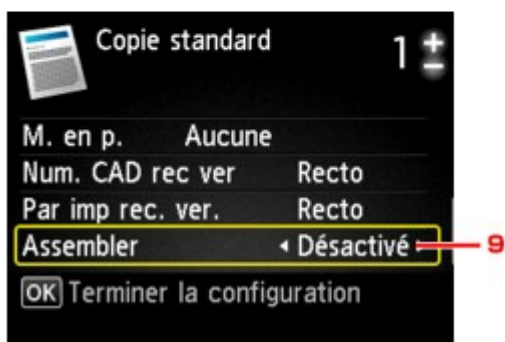 Copie standard
1 + -
M. en p. Aucune
Num. CAD rec ver Recto
Par imp rec. ver. Recto
Assembler Désactivé 9
OK Terminer la configuration